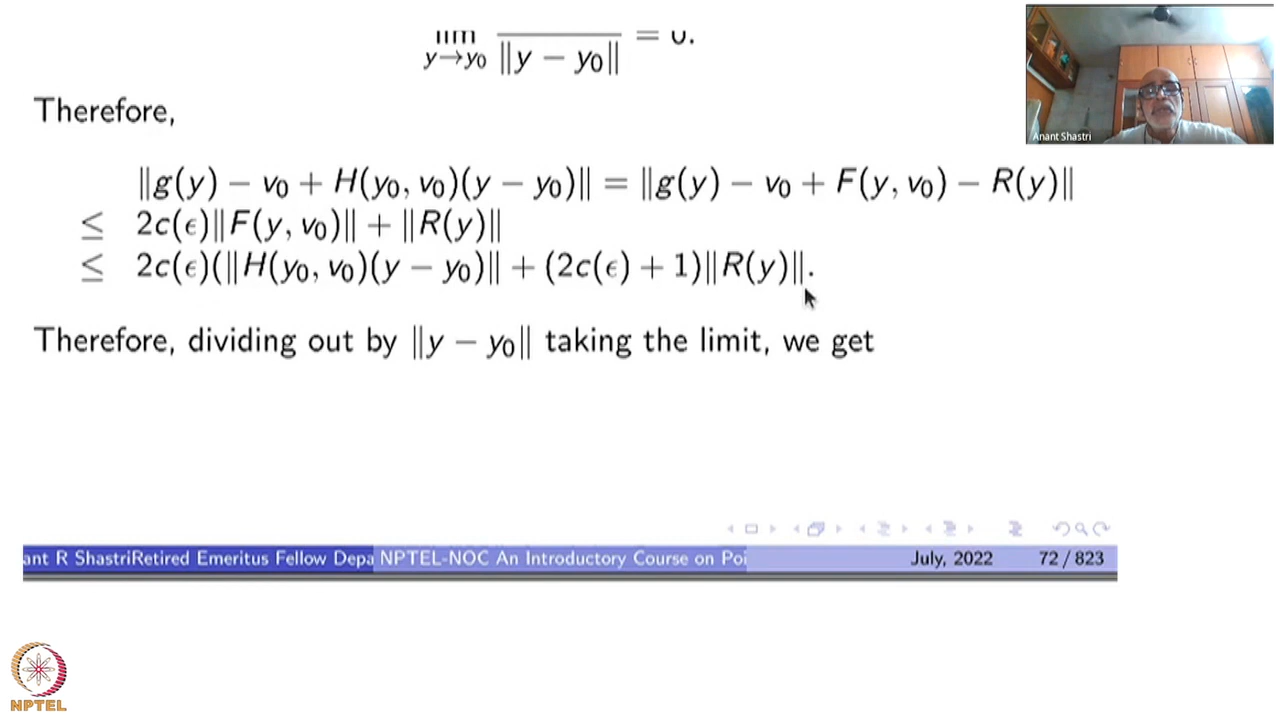 lim
y→y₀ ‖y − y₀‖ = 0.
Anant Shastri
Therefore,
‖g(y) − v₀ + H(y₀, v₀)(y − y₀)‖ = ‖g(y) − v₀ + F(y, v₀) − R(y)‖
≤ 2c(ϵ)‖F(y, v₀)‖ + ‖R(y)‖
≤ 2c(ϵ)(‖H(y₀, v₀)(y − y₀)‖ + (2c(ϵ) + 1)‖R(y)‖.
Therefore, dividing out by ‖y − y₀‖ taking the limit, we get
ant R ShastriRetired Emeritus Fellow Depa NPTEL-NOC An Introductory Course on Poi July, 2022 72 / 823
NPTEL